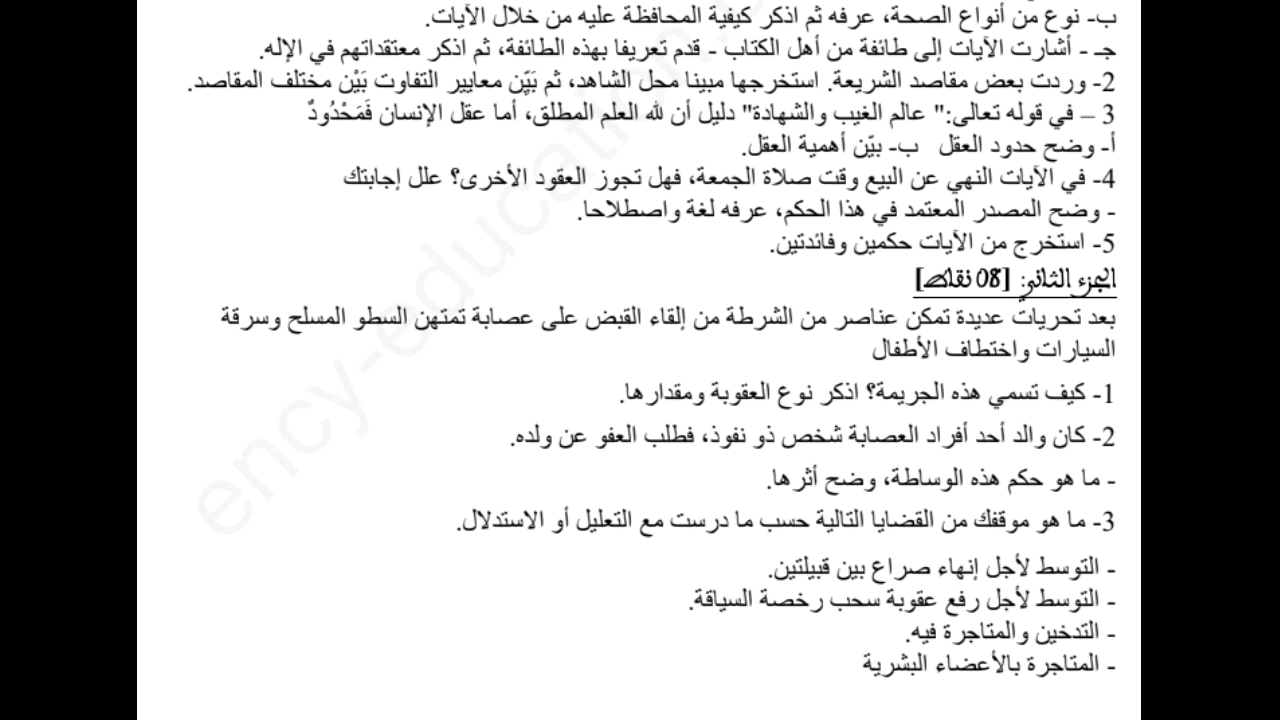 ب- نوع من أنواع الصحة، عرفه ثم اذكر كيفية المحافظة عليه من خلال الآيات.
جـ - أشارت الآيات إلى طائفة من أهل الكتاب - قدم تعريفا بهذه الطائفة، ثم اذكر معتقداتهم في الإله.
2- وردت بعض مقاصد الشريعة. استخرجها مبينا محل الشاهد، ثم بَيِّن معايير التفاوت بَيْن مختلف المقاصد.
3 – في قوله تعالى:" عالم الغيب والشهادة" دليل أن لله العلم المطلق، أما عقل الإنسان فَمَحْدُودٌ
أ- وضح حدود العقل ب- بيّن أهمية العقل.
4- في الآيات النهي عن البيع وقت صلاة الجمعة، فهل تجوز العقود الأخرى؟ علل إجابتك
- وضح المصدر المعتمد في هذا الحكم، عرفه لغة واصطلاحا.
5- استخرج من الآيات حكمين وفائدتين.
الجزء الثاني: [08 نقاط]
بعد تحريات عديدة تمكن عناصر من الشرطة من إلقاء القبض على عصابة تمتهن السطو المسلح وسرقة
السيارات واختطاف الأطفال
1- كيف تسمي هذه الجريمة؟ اذكر نوع العقوبة ومقدارها.
2- كان والد أحد أفراد العصابة شخص ذو نفوذ، فطلب العفو عن ولده.
- ما هو حكم هذه الوساطة، وضح أثرها.
3- ما هو موقفك من القضايا التالية حسب ما درست مع التعليل أو الاستدلال.
- التوسط لأجل إنهاء صراع بين قبيلتين.
- التوسط لأجل رفع عقوبة سحب رخصة السياقة.
- التدخين والمتاجرة فيه.
- المتاجرة بالأعضاء البشرية
ency-education